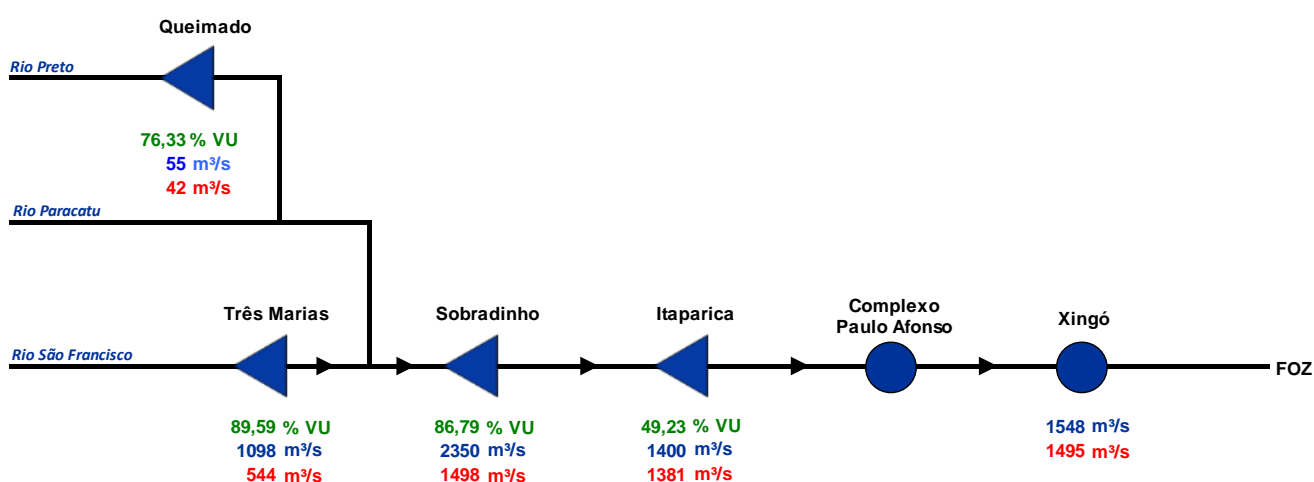 Queimado
Rio Preto
76,33 % VU
55 m³/s
42 m³/s
Rio Paracatu
Três Marias
Sobradinho
Itaparica
Complexo
Paulo Afonso
Xingó
Rio São Francisco
FOZ
89,59 % VU
1098 m³/s
544 m³/s
86,79 % VU
2350 m³/s
1498 m³/s
49,23 % VU
1400 m³/s
1381 m³/s
1548 m³/s
1495 m³/s